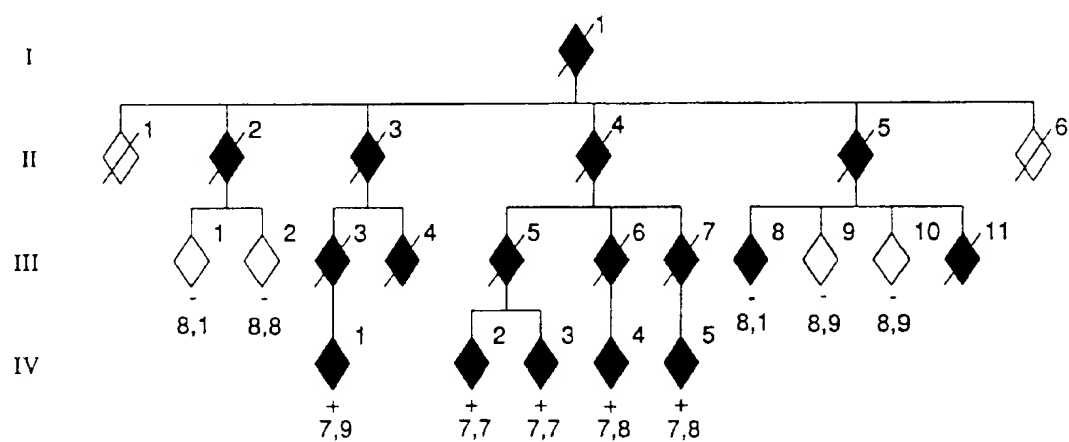 1
I
1 2 3 4 5 6
II
1 2 3 4 5 6 7 8 9 10 11
III
- - - - -
8,1 8,8 8,1 8,9 8,9
1 2 3 4 5
IV
+ + + + +
7,9 7,7 7,7 7,8 7,8